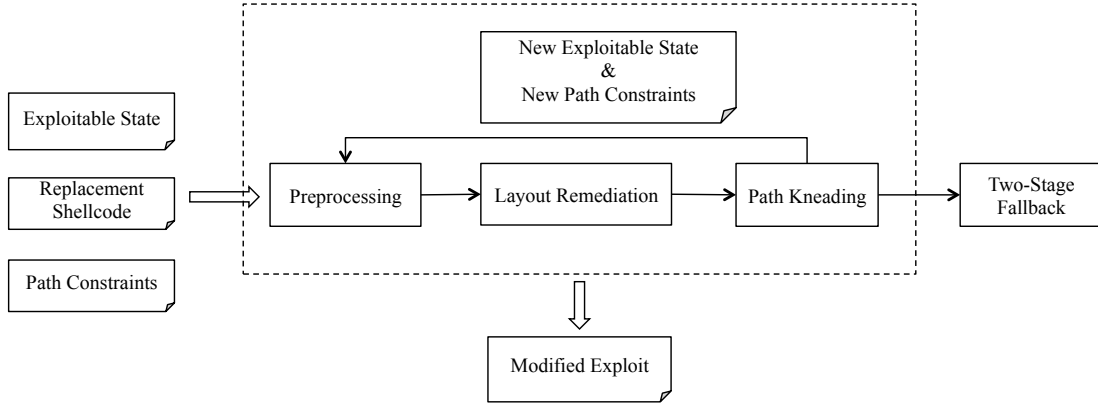 New Exploitable State
&
New Path Constraints
Exploitable State
Replacement
Shellcode
Path Constraints
Preprocessing
Layout Remediation
Path Kneading
Two-Stage
Fallback
Modified Exploit